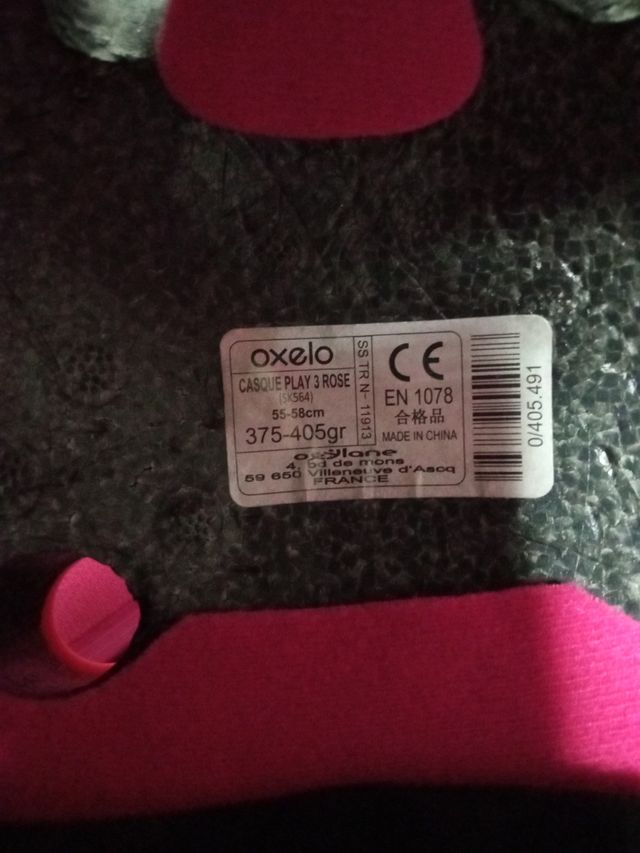 oxelo
CASQUE PLAY 3 ROSE
(SK564)
55-58cm
375-405gr
SS TR N- 11913
CE
EN 1078
合格品
MADE IN CHINA
oxylane
4, bd de mons
59 650 Villeneuve d'Ascq
FRANCE
0/405.491